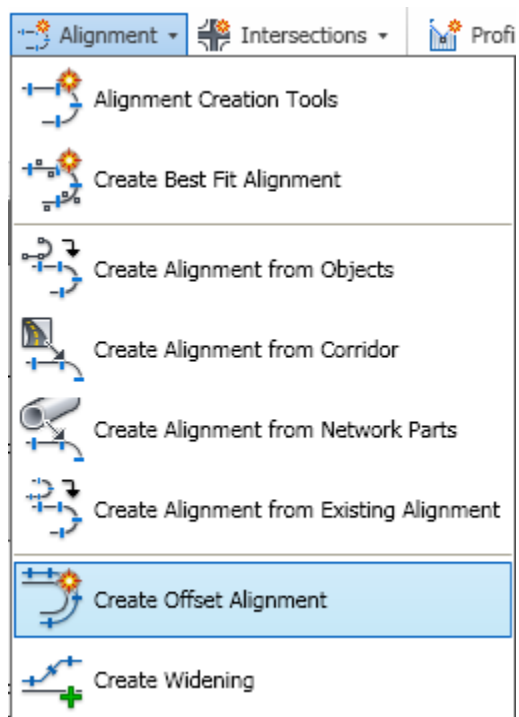 Alignment Intersections Profi
Alignment Creation Tools
Create Best Fit Alignment
Create Alignment from Objects
Create Alignment from Corridor
Create Alignment from Network Parts
Create Alignment from Existing Alignment
Create Offset Alignment
Create Widening